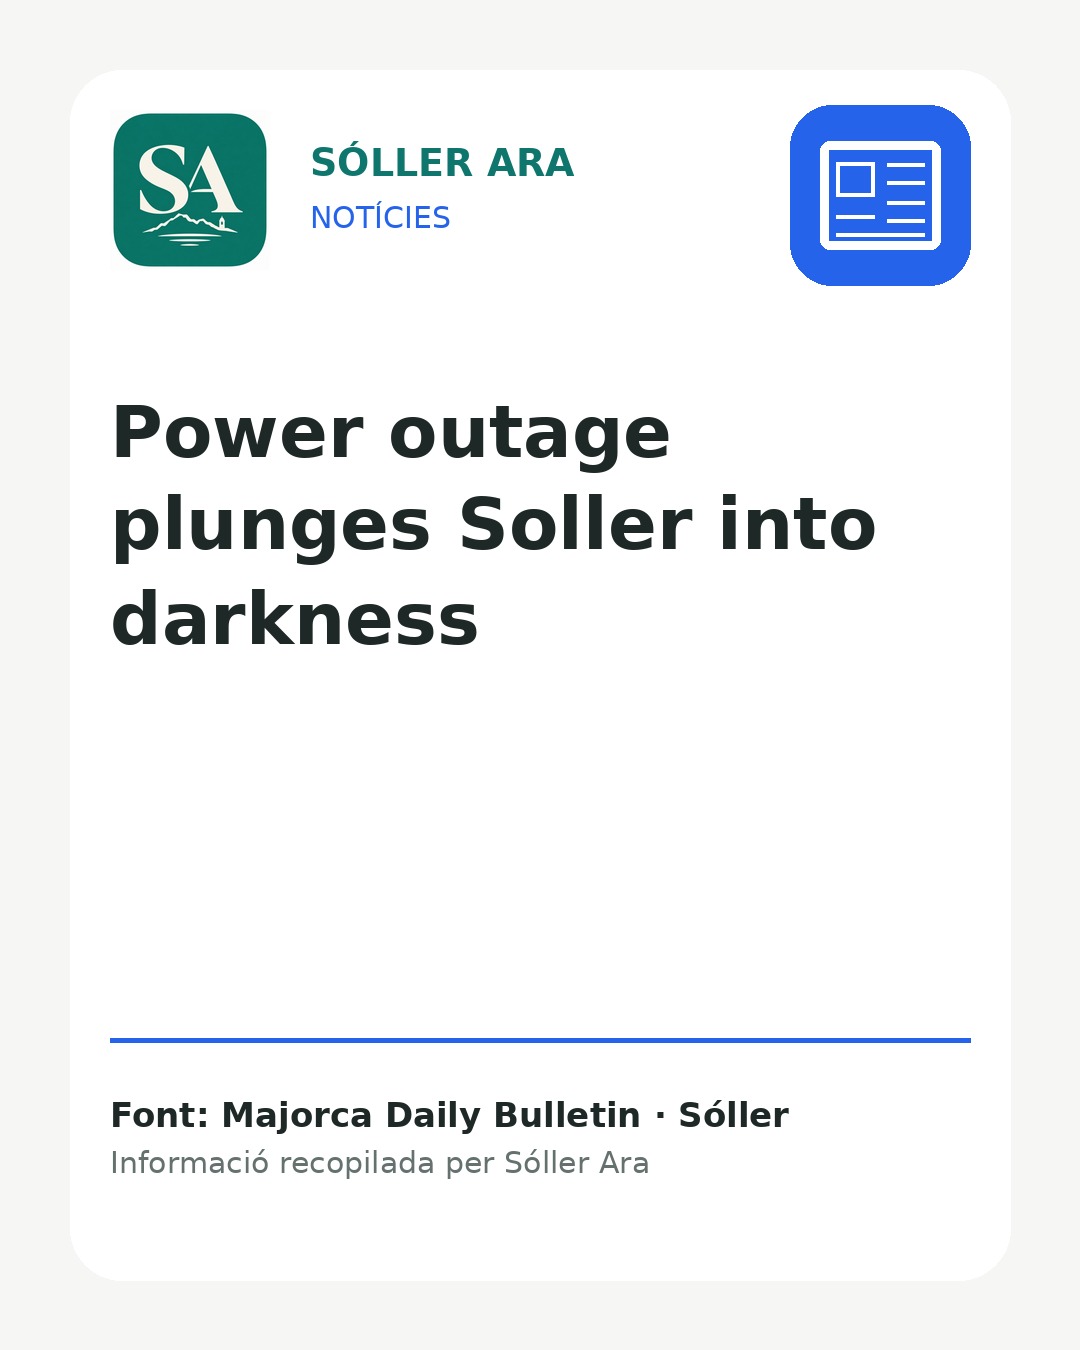 SA
SÓLLER ARA
NOTÍCIES
Power outage
plunges Soller into
darkness
Font: Majorca Daily Bulletin · Sóller
Informació recopilada per Sóller Ara